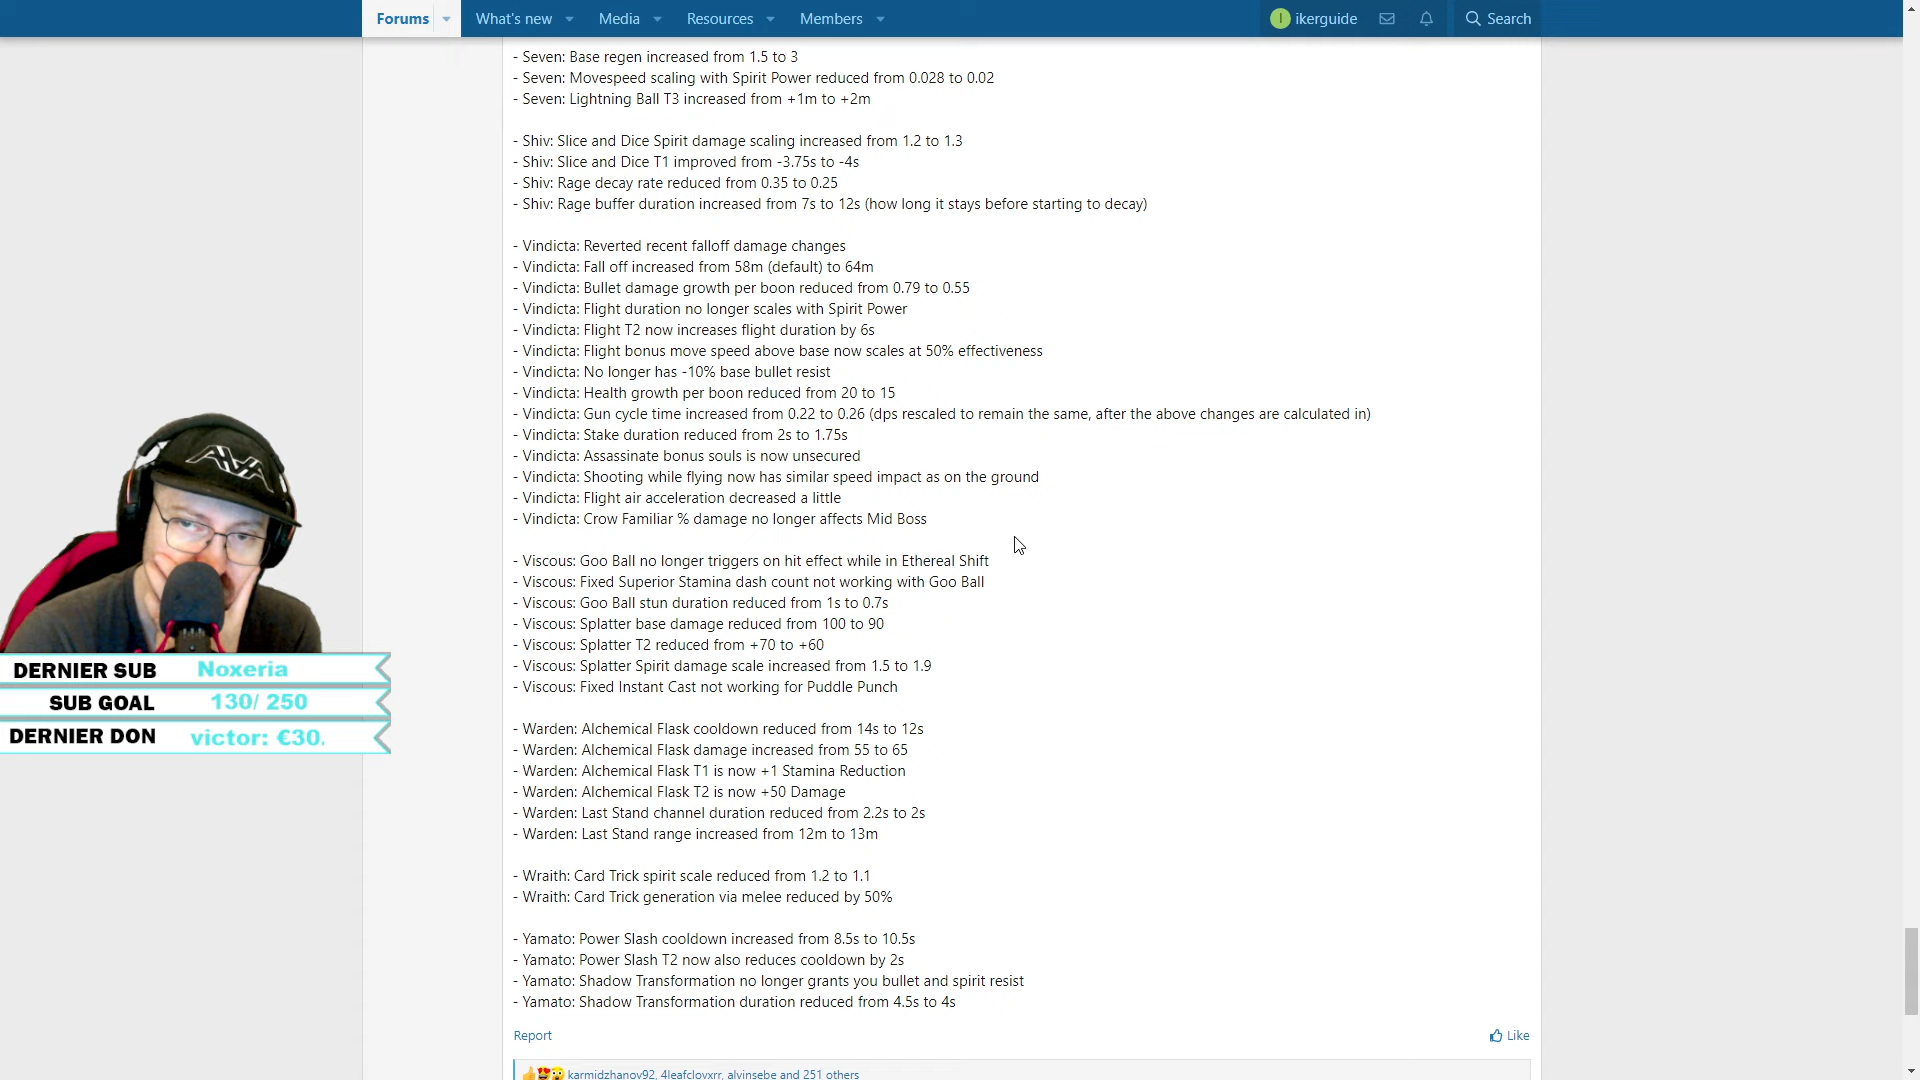 Forums
What's new
Media
Resources
Members
I
ikerguide
Search
- Seven: Base regen increased from 1.5 to 3
- Seven: Movespeed scaling with Spirit Power reduced from 0.028 to 0.02
- Seven: Lightning Ball T3 increased from +1m to +2m
- Shiv: Slice and Dice Spirit damage scaling increased from 1.2 to 1.3
- Shiv: Slice and Dice T1 improved from -3.75s to -4s
- Shiv: Rage decay rate reduced from 0.35 to 0.25
- Shiv: Rage buffer duration increased from 7s to 12s (how long it stays before starting to decay)
- Vindicta: Reverted recent falloff damage changes
- Vindicta: Fall off increased from 58m (default) to 64m
- Vindicta: Bullet damage growth per boon reduced from 0.79 to 0.55
- Vindicta: Flight duration no longer scales with Spirit Power
- Vindicta: Flight T2 now increases flight duration by 6s
- Vindicta: Flight bonus move speed above base now scales at 50% effectiveness
- Vindicta: No longer has -10% base bullet resist
- Vindicta: Health growth per boon reduced from 20 to 15
- Vindicta: Gun cycle time increased from 0.22 to 0.26 (dps rescaled to remain the same, after the above changes are calculated in)
- Vindicta: Stake duration reduced from 2s to 1.75s
- Vindicta: Assassinate bonus souls is now unsecured
- Vindicta: Shooting while flying now has similar speed impact as on the ground
- Vindicta: Flight air acceleration decreased a little
- Vindicta: Crow Familiar % damage no longer affects Mid Boss
- Viscous: Goo Ball no longer triggers on hit effect while in Ethereal Shift
- Viscous: Fixed Superior Stamina dash count not working with Goo Ball
- Viscous: Goo Ball stun duration reduced from 1s to 0.7s
- Viscous: Splatter base damage reduced from 100 to 90
- Viscous: Splatter T2 reduced from +70 to +60
- Viscous: Splatter Spirit damage scale increased from 1.5 to 1.9
- Viscous: Fixed Instant Cast not working for Puddle Punch
- Warden: Alchemical Flask cooldown reduced from 14s to 12s
- Warden: Alchemical Flask damage increased from 55 to 65
- Warden: Alchemical Flask T1 is now +1 Stamina Reduction
- Warden: Alchemical Flask T2 is now +50 Damage
- Warden: Last Stand channel duration reduced from 2.2s to 2s
- Warden: Last Stand range increased from 12m to 13m
- Wraith: Card Trick spirit scale reduced from 1.2 to 1.1
- Wraith: Card Trick generation via melee reduced by 50%
- Yamato: Power Slash cooldown increased from 8.5s to 10.5s
- Yamato: Power Slash T2 now also reduces cooldown by 2s
- Yamato: Shadow Transformation no longer grants you bullet and spirit resist
- Yamato: Shadow Transformation duration reduced from 4.5s to 4s
Report
Like
karmidzhanov92, 4leafclovxrr, alvinsebe and 251 others
AVA
DERNIER SUB Noxeria
SUB GOAL 130/ 250
DERNIER DON victor: €30.